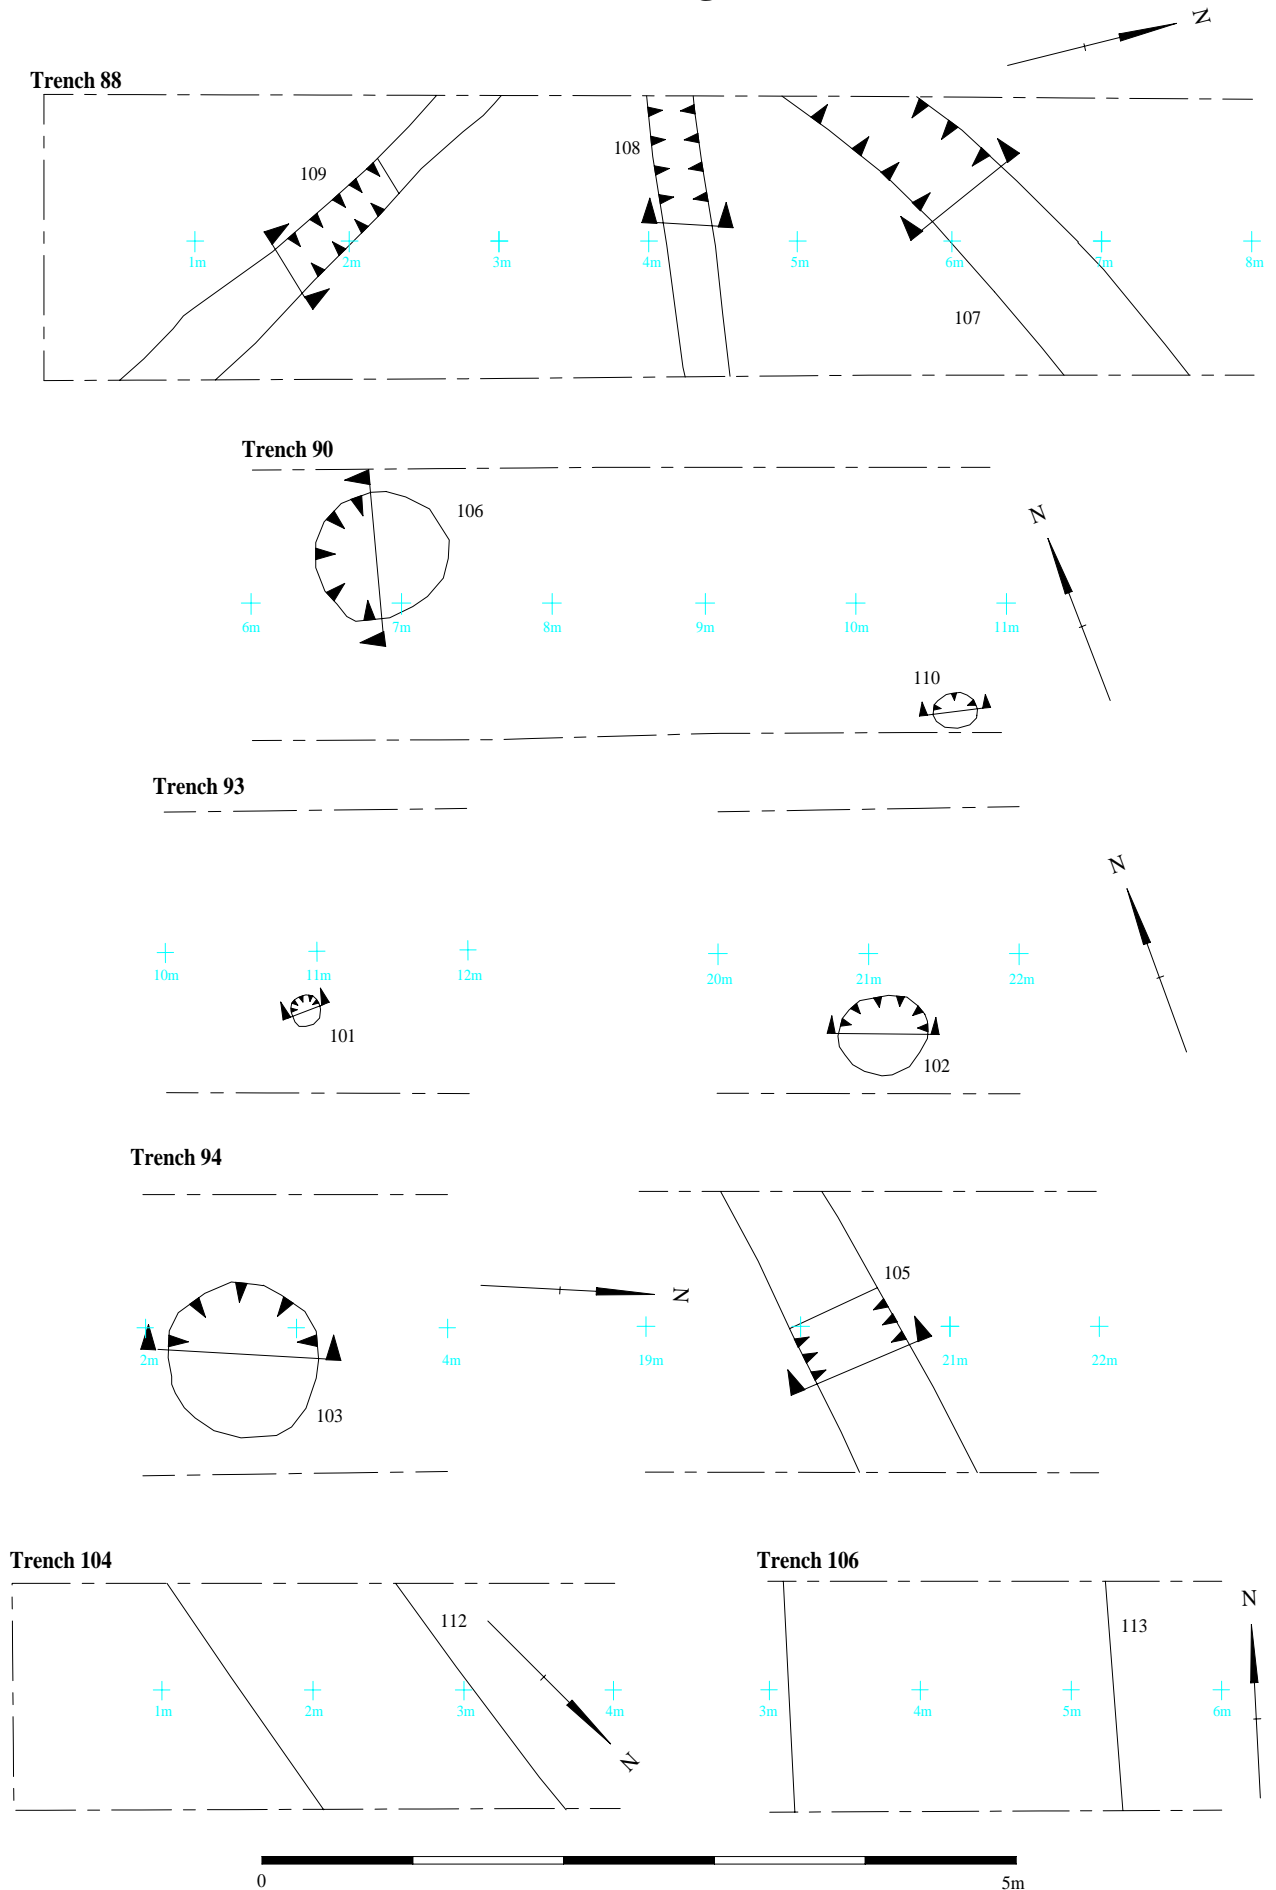 N
Trench 88
109
108
1m 2m 3m 4m 5m 6m 7m 8m
107
Trench 90
106
N
6m 7m 8m 9m 10m 11m
110
Trench 93
N
10m 11m 12m 20m 21m 22m
101
102
Trench 94
105
N
2m 4m 19m 21m 22m
103
Trench 104 Trench 106
N
112 113
1m 2m 3m 4m 3m 4m 5m 6m
N
0 5m